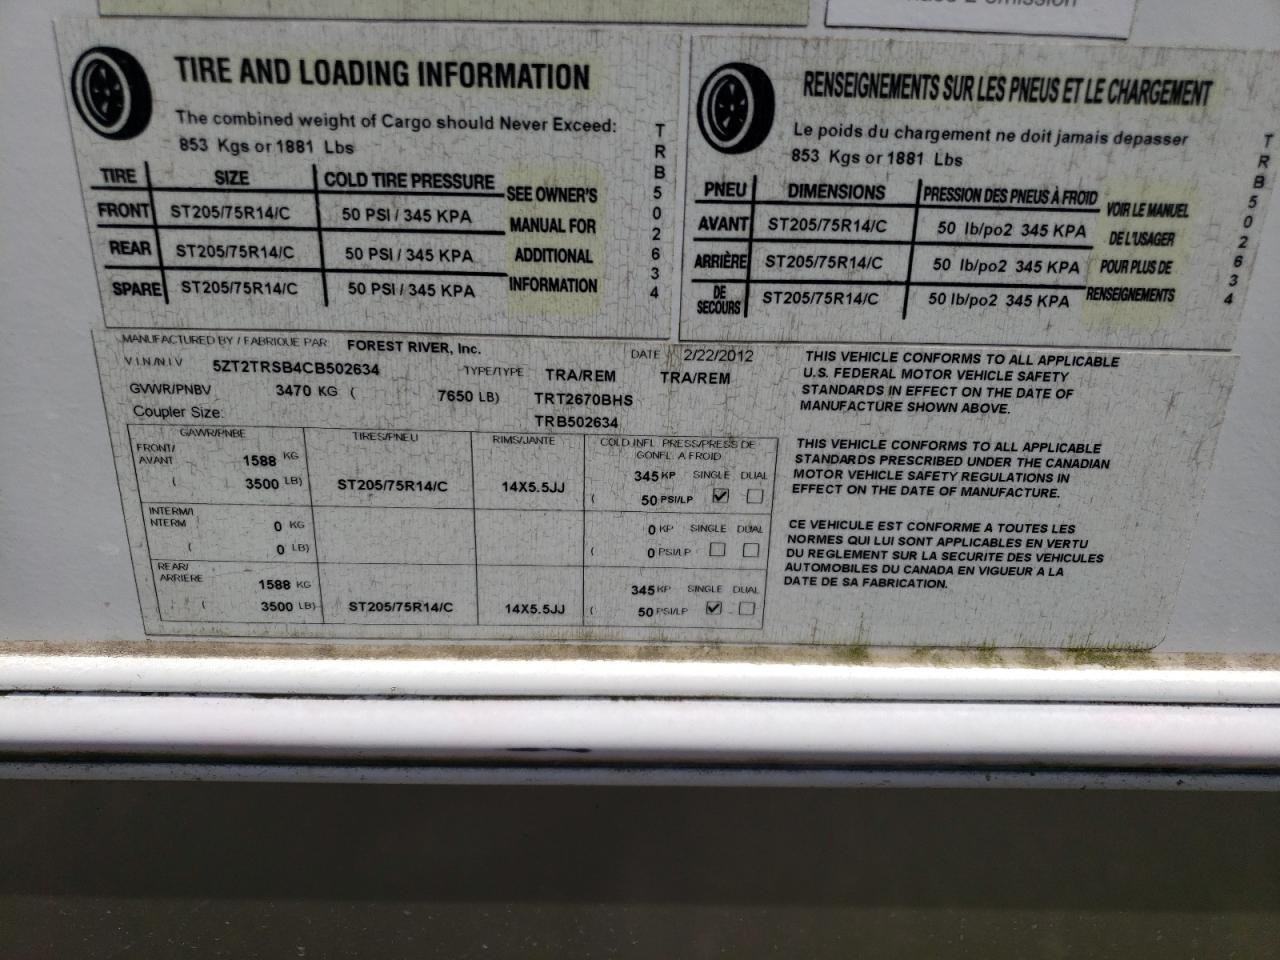 emission
TIRE AND LOADING INFORMATION
The combined weight of Cargo should Never Exceed:
853 Kgs or 1881 Lbs
TIRE SIZE COLD TIRE PRESSURE
FRONT ST205/75R14/C 50 PSI / 345 KPA
REAR ST205/75R14/C 50 PSI / 345 KPA
SPARE ST205/75R14/C 50 PSI / 345 KPA
SEE OWNER'S
MANUAL FOR
ADDITIONAL
INFORMATION
TRB502634
RENSEIGNEMENTS SUR LES PNEUS ET LE CHARGEMENT
Le poids du chargement ne doit jamais depasser
853 Kgs or 1881 Lbs
PNEU DIMENSIONS PRESSION DES PNEUS À FROID
AVANT ST205/75R14/C 50 lb/po2 345 KPA
ARRIÈRE ST205/75R14/C 50 lb/po2 345 KPA
DE SECOURS ST205/75R14/C 50 lb/po2 345 KPA
VOIR LE MANUEL
DE L'USAGER
POUR PLUS DE
RENSEIGNEMENTS
TRB502634
MANUFACTURED BY / FABRIQUE PAR FOREST RIVER, Inc. DATE 2/22/2012
V.I.N/N.I.V 5ZT2TRSB4CB502634 TYPE/TYPE TRA/REM TRA/REM
GVWR/PNBV 3470 KG ( 7650 LB) TRT2670BHS
Coupler Size: TRB502634
GAWR/PNBE TIRES/PNEU RIMS/JANTE COLD INFL. PRESS/PRESS DE
GONFL. A FROID
FRONT/
AVANT 1588 KG 345 KP SINGLE DUAL
( 3500 LB) ST205/75R14/C 14X5.5JJ ( 50 PSI/LP
INTERM/I
NTERM 0 KG 0 KP SINGLE DUAL
( 0 LB) ( 0 PSI/LP
REAR/
ARRIERE 1588 KG 345 KP SINGLE DUAL
( 3500 LB) ST205/75R14/C 14X5.5JJ ( 50 PSI/LP
THIS VEHICLE CONFORMS TO ALL APPLICABLE
U.S. FEDERAL MOTOR VEHICLE SAFETY
STANDARDS IN EFFECT ON THE DATE OF
MANUFACTURE SHOWN ABOVE.
THIS VEHICLE CONFORMS TO ALL APPLICABLE
STANDARDS PRESCRIBED UNDER THE CANADIAN
MOTOR VEHICLE SAFETY REGULATIONS IN
EFFECT ON THE DATE OF MANUFACTURE.
CE VEHICULE EST CONFORME A TOUTES LES
NORMES QUI LUI SONT APPLICABLES EN VERTU
DU REGLEMENT SUR LA SECURITE DES VEHICULES
AUTOMOBILES DU CANADA EN VIGUEUR A LA
DATE DE SA FABRICATION.